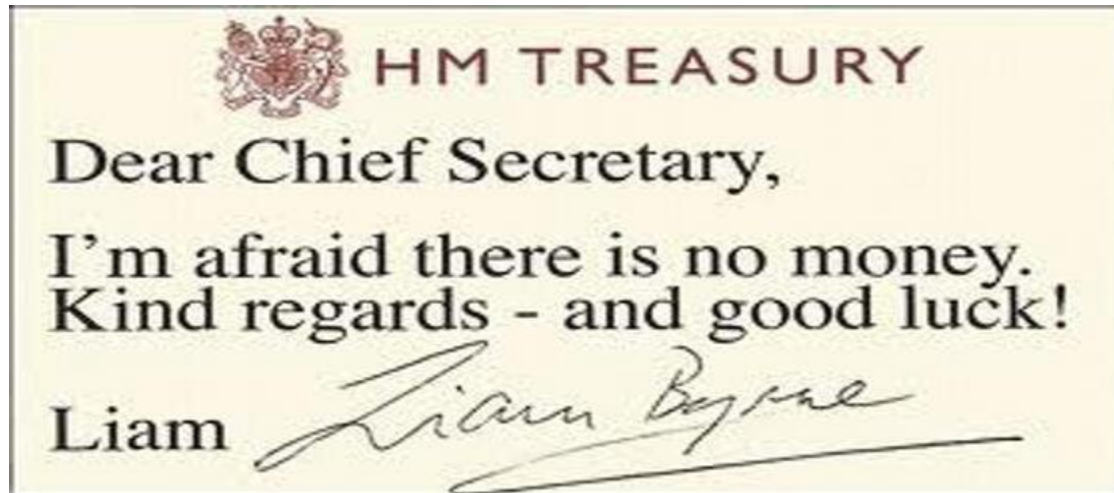 HM TREASURY
Dear Chief Secretary,
I'm afraid there is no money.
Kind regards - and good luck!
Liam Liam Byrne